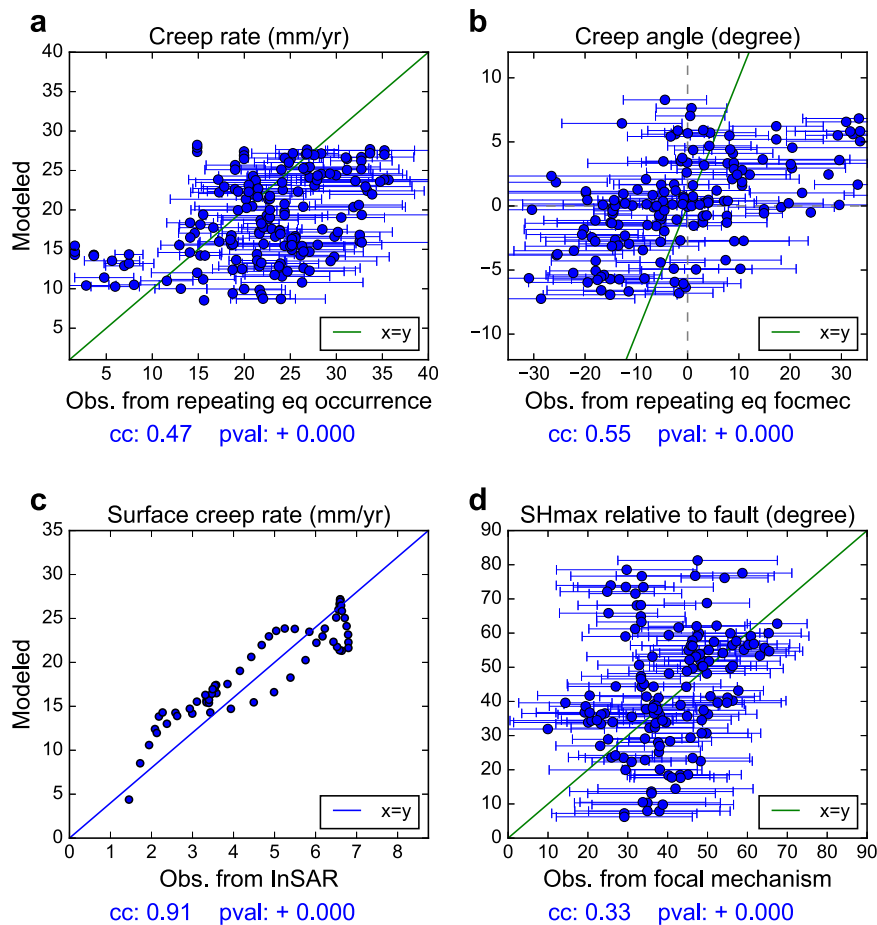 a
Creep rate (mm/yr)
40
35
30
25
20
15
10
5
Modeled
x=y
5 10 15 20 25 30 35 40
Obs. from repeating eq occurrence
cc: 0.47 pval: + 0.000
b
Creep angle (degree)
10
5
0
−5
−10
x=y
−30 −20 −10 0 10 20 30
Obs. from repeating eq focmec
cc: 0.55 pval: + 0.000
c
Surface creep rate (mm/yr)
35
30
25
20
15
10
5
0
Modeled
x=y
0 1 2 3 4 5 6 7 8
Obs. from InSAR
cc: 0.91 pval: + 0.000
d
SHmax relative to fault (degree)
90
80
70
60
50
40
30
20
10
0
x=y
0 10 20 30 40 50 60 70 80 90
Obs. from focal mechanism
cc: 0.33 pval: + 0.000